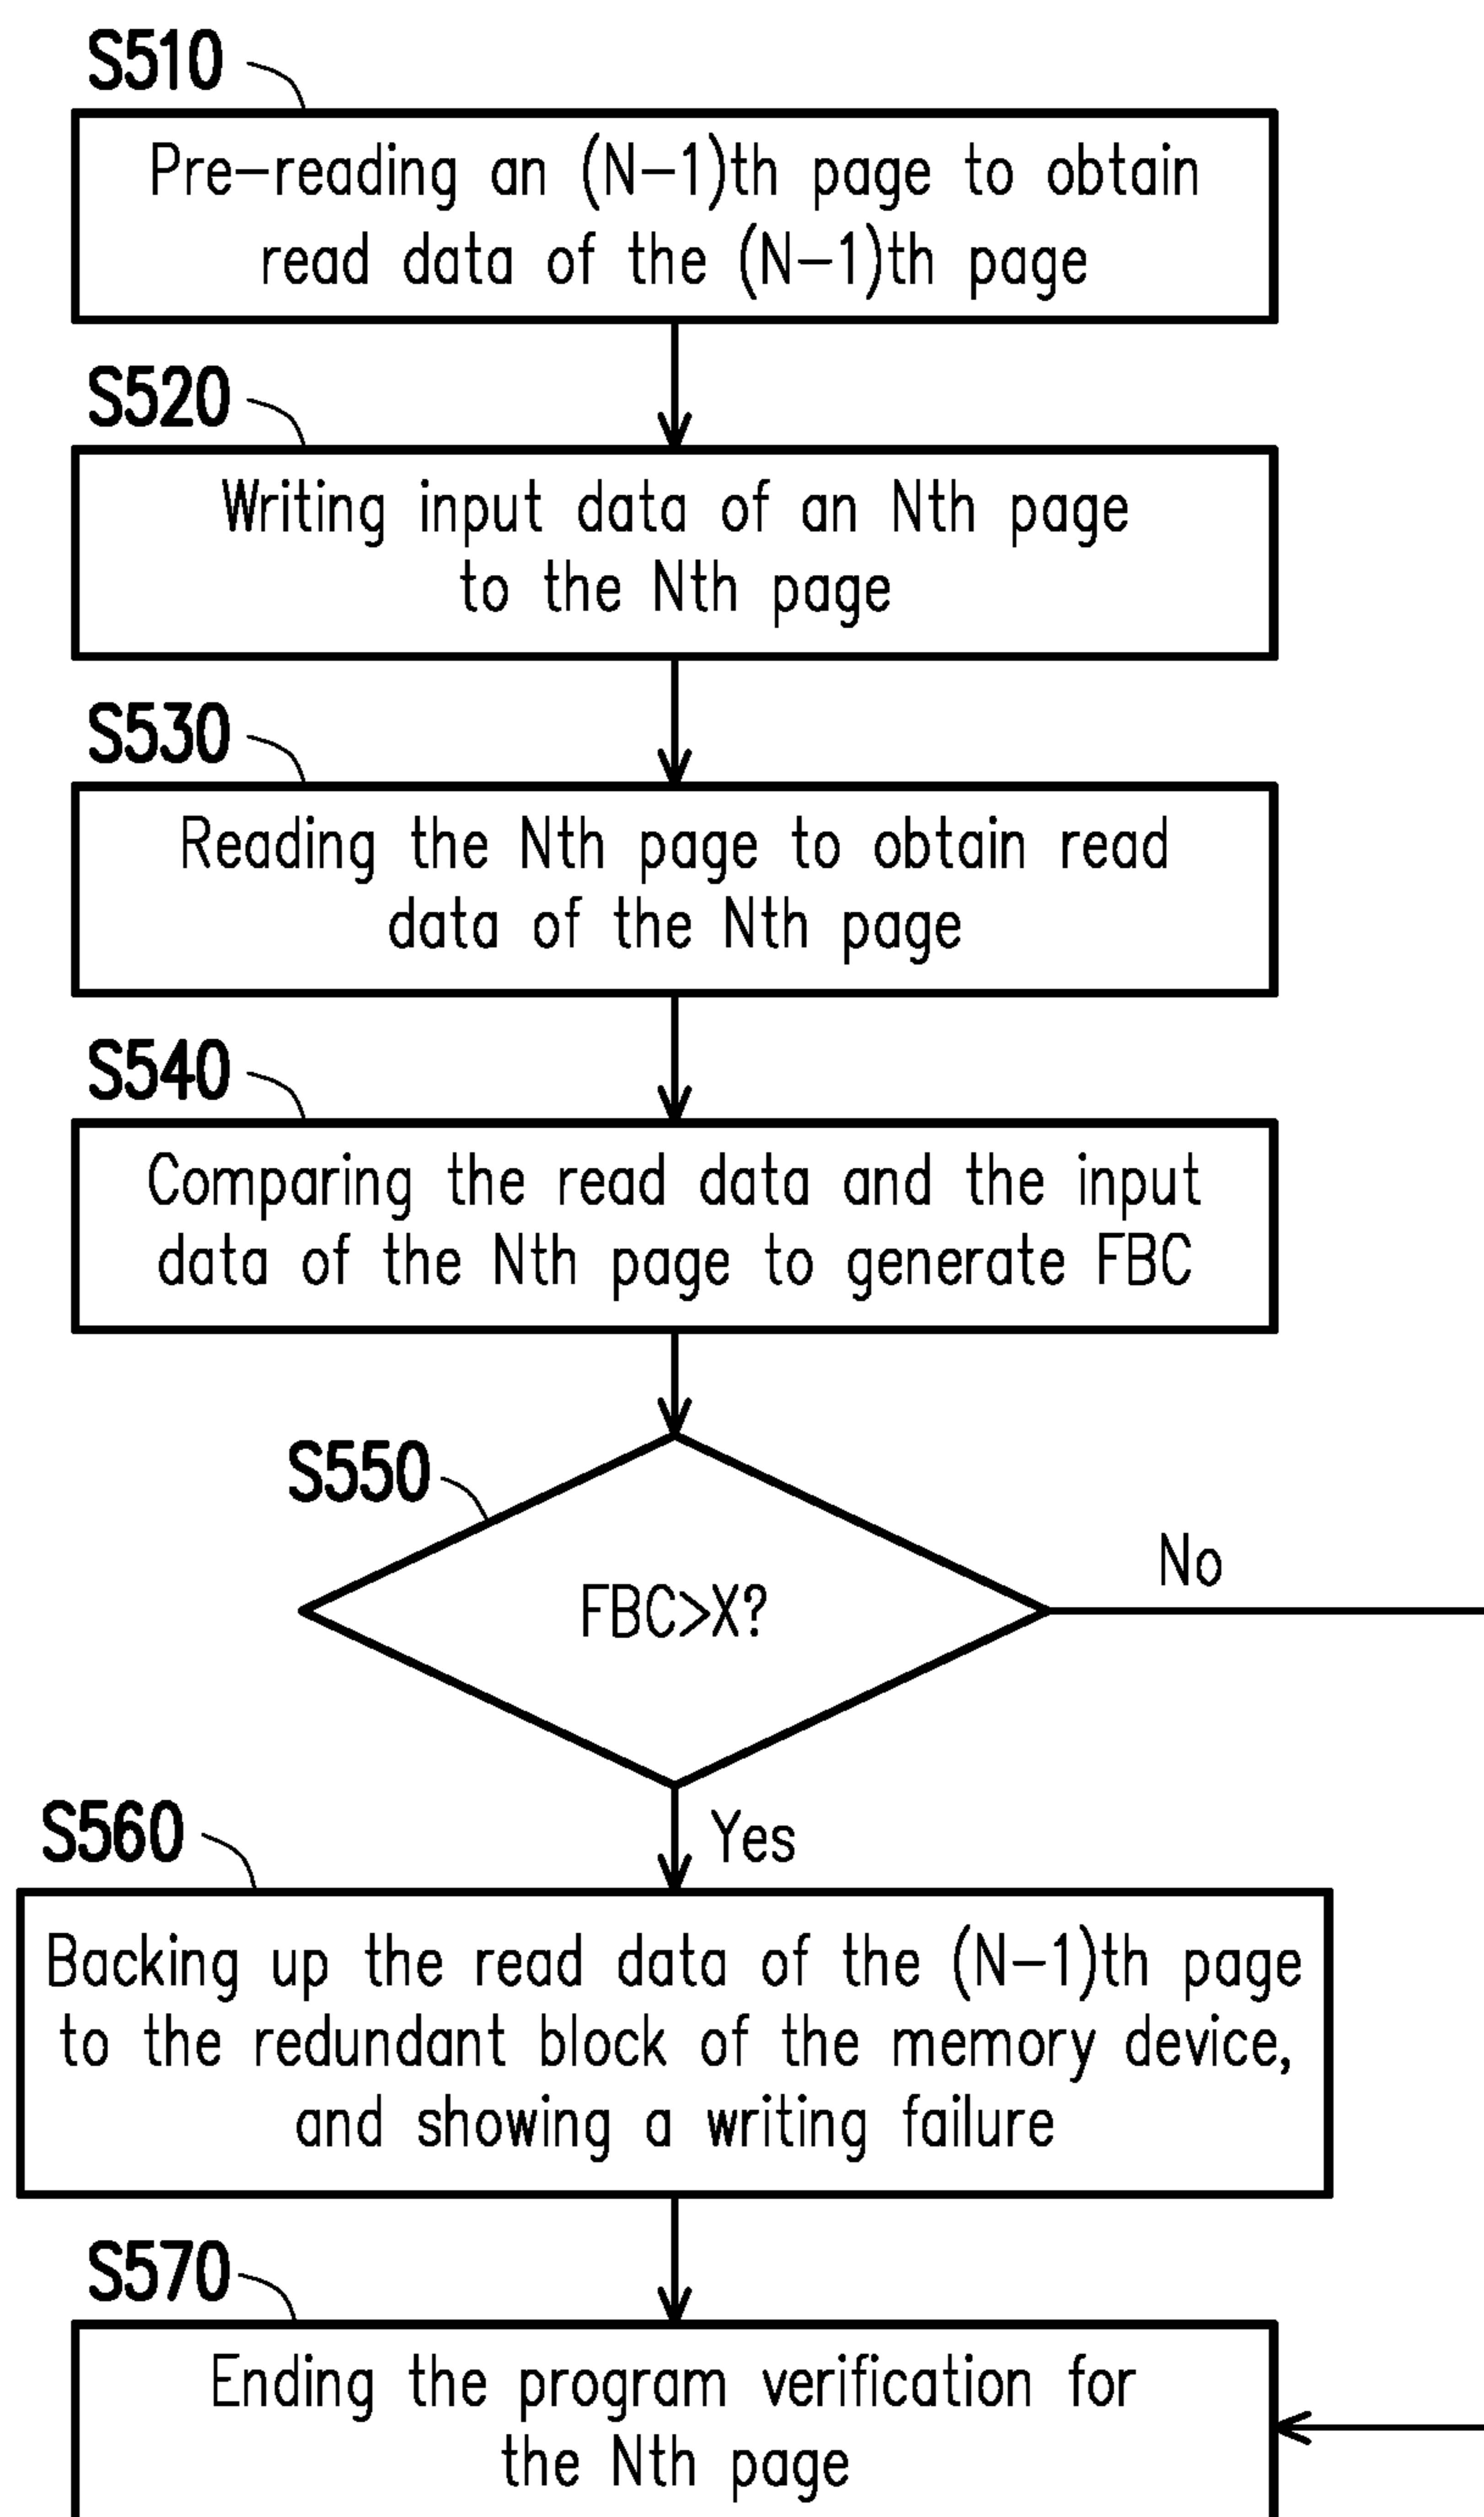 S510
Pre-reading an (N-1)th page to obtain
read data of the (N-1)th page
S520
Writing input data of an Nth page
to the Nth page
S530
Reading the Nth page to obtain read
data of the Nth page
S540
Comparing the read data and the input
data of the Nth page to generate FBC
S550
FBC>X?
No
Yes
S560
Backing up the read data of the (N-1)th page
to the redundant block of the memory device,
and showing a writing failure
S570
Ending the program verification for
the Nth page